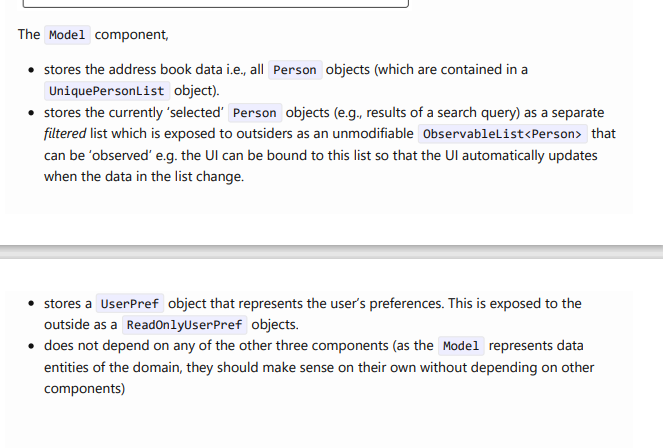 The Model component,
• stores the address book data i.e., all Person objects (which are contained in a
UniquePersonList object).
• stores the currently ‘selected’ Person objects (e.g., results of a search query) as a separate
filtered list which is exposed to outsiders as an unmodifiable ObservableList<Person> that
can be ‘observed’ e.g. the UI can be bound to this list so that the UI automatically updates
when the data in the list change.
• stores a UserPref object that represents the user’s preferences. This is exposed to the
outside as a ReadOnlyUserPref objects.
• does not depend on any of the other three components (as the Model represents data
entities of the domain, they should make sense on their own without depending on other
components)